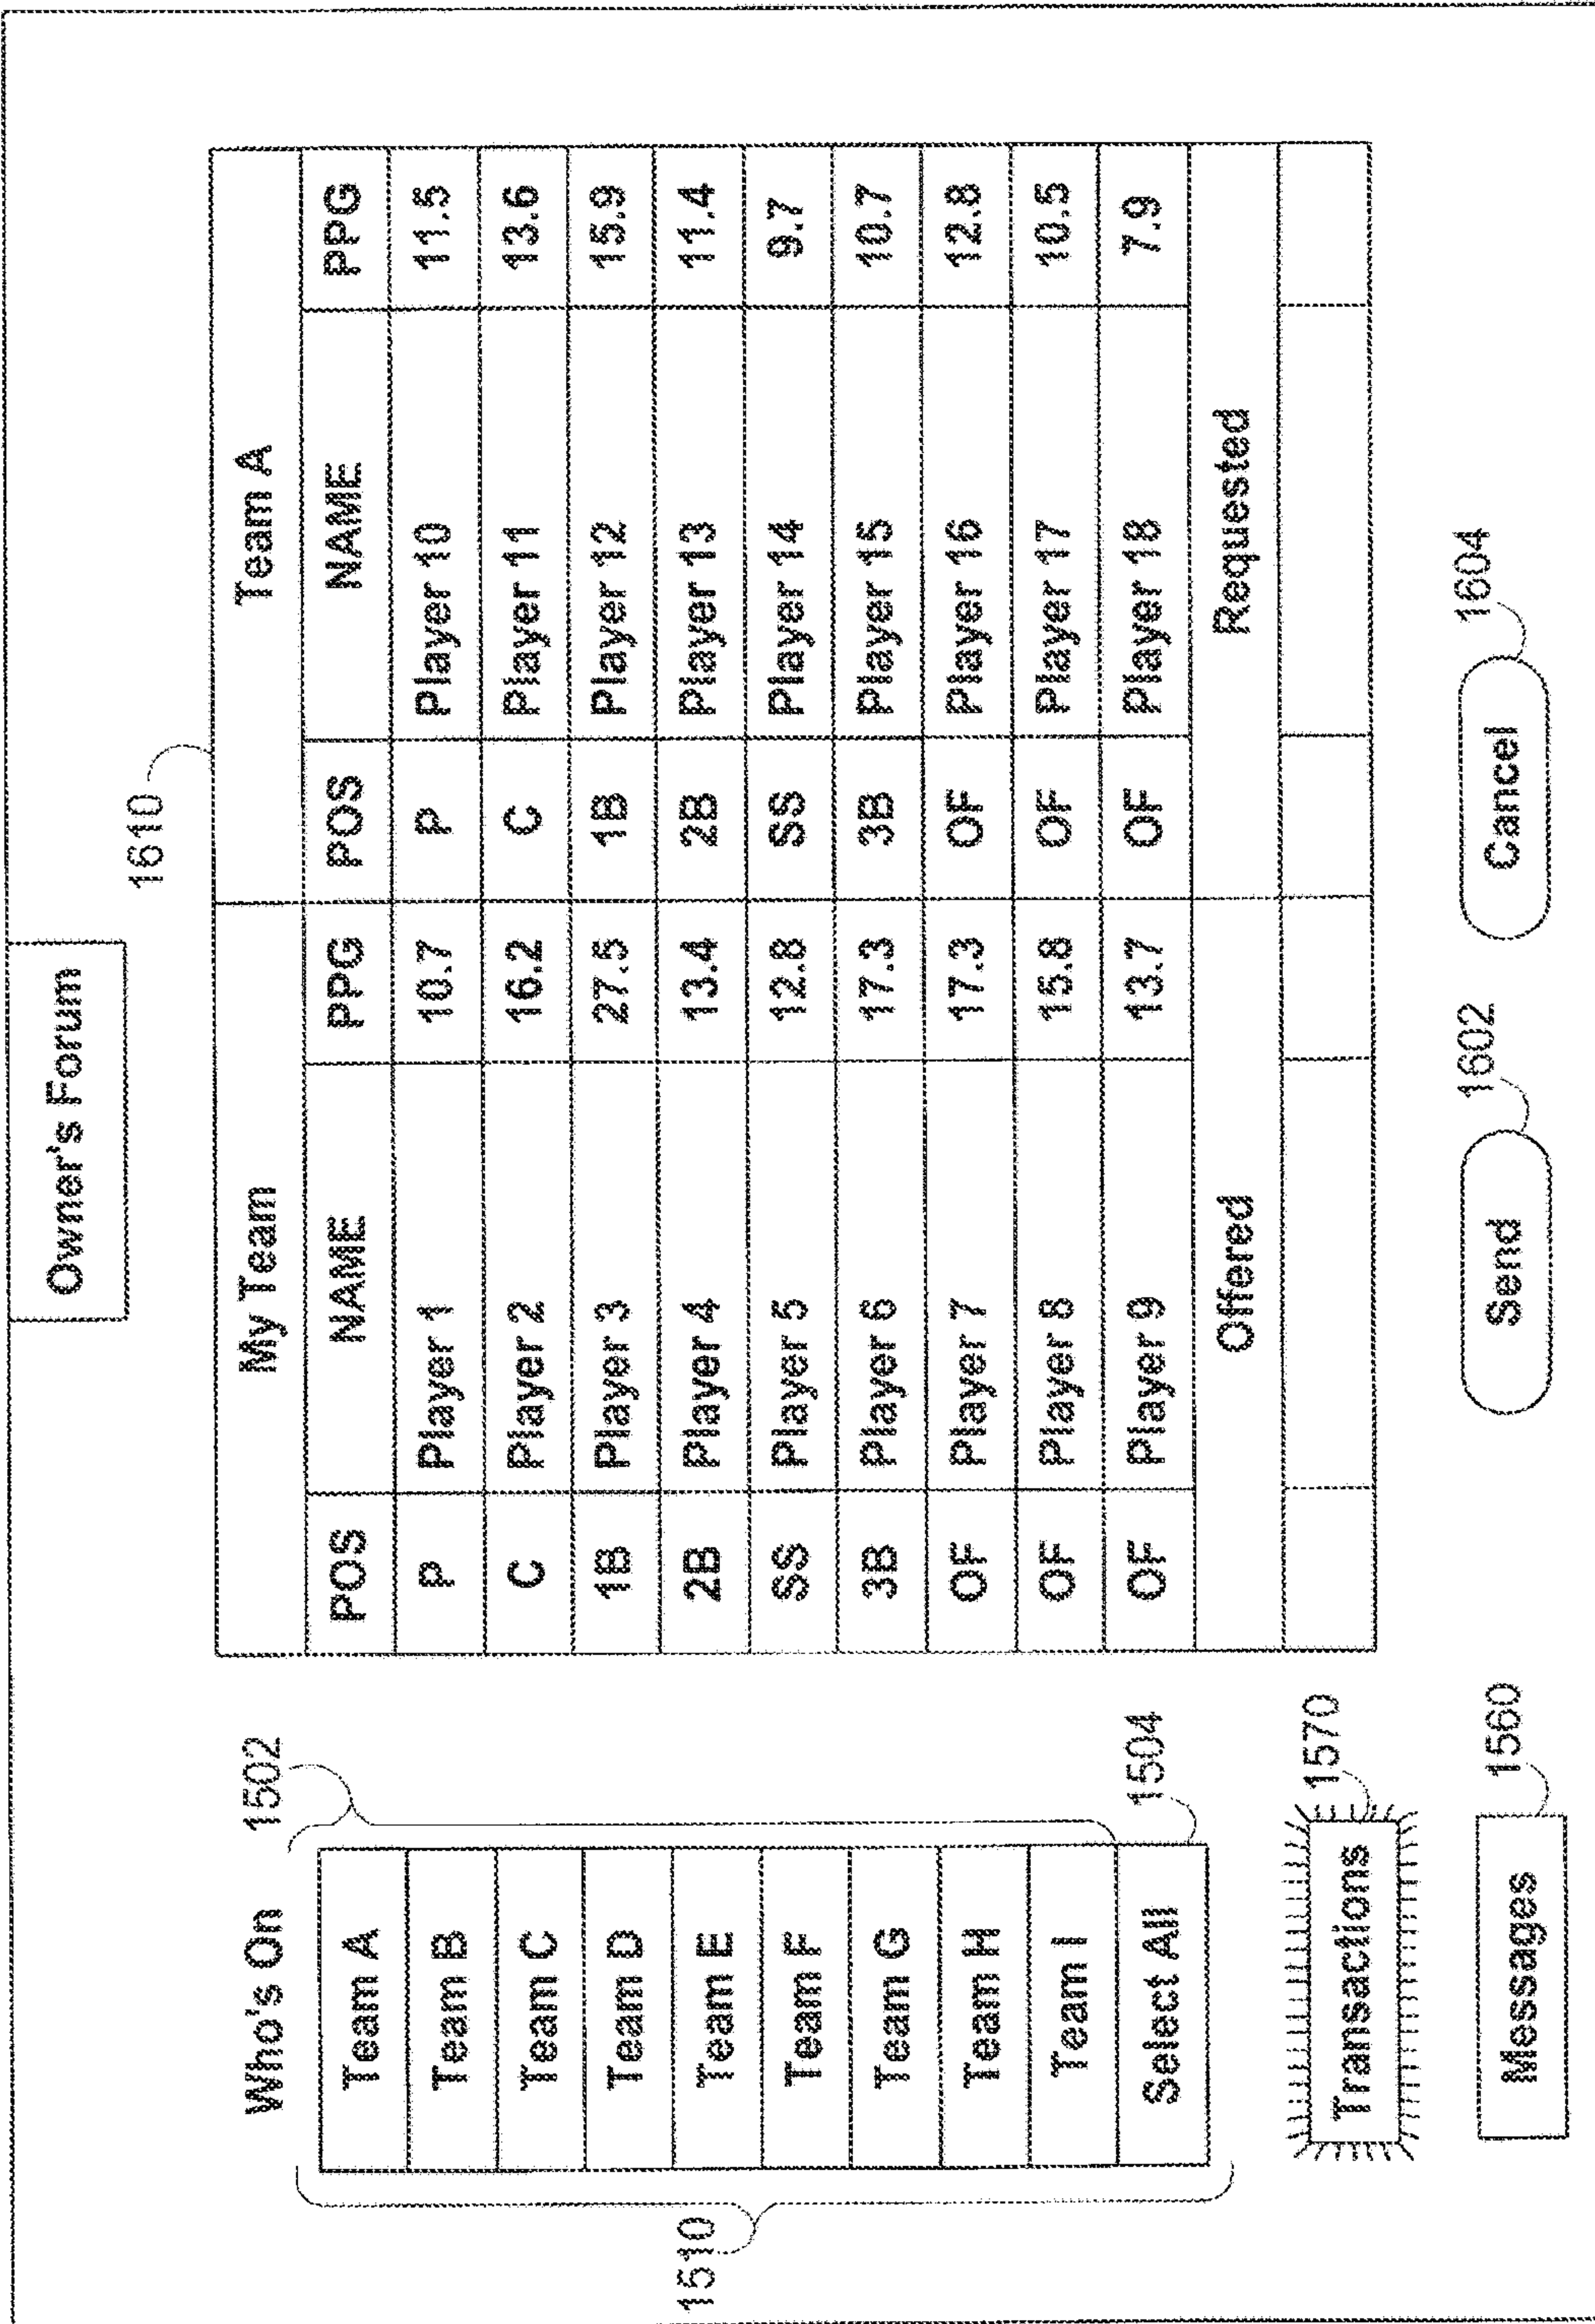 Owner's Forum
1610
Who's On
1502
1510
Team A
Team B
Team C
Team D
Team E
Team F
Team G
Team H
Team I
Select All
1504
Transactions
1570
Messages
1560
My Team Team A
POS NAME PPG POS NAME PPG
P Player 1 10.7 P Player 10 11.5
C Player 2 16.2 C Player 11 13.6
1B Player 3 27.5 1B Player 12 15.9
2B Player 4 13.4 2B Player 13 11.4
SS Player 5 12.8 SS Player 14 9.7
3B Player 6 17.3 3B Player 15 10.7
OF Player 7 17.3 OF Player 16 12.8
OF Player 8 15.8 OF Player 17 10.5
OF Player 9 13.7 OF Player 18 7.9
Offered Requested
Send 1602 Cancel 1604